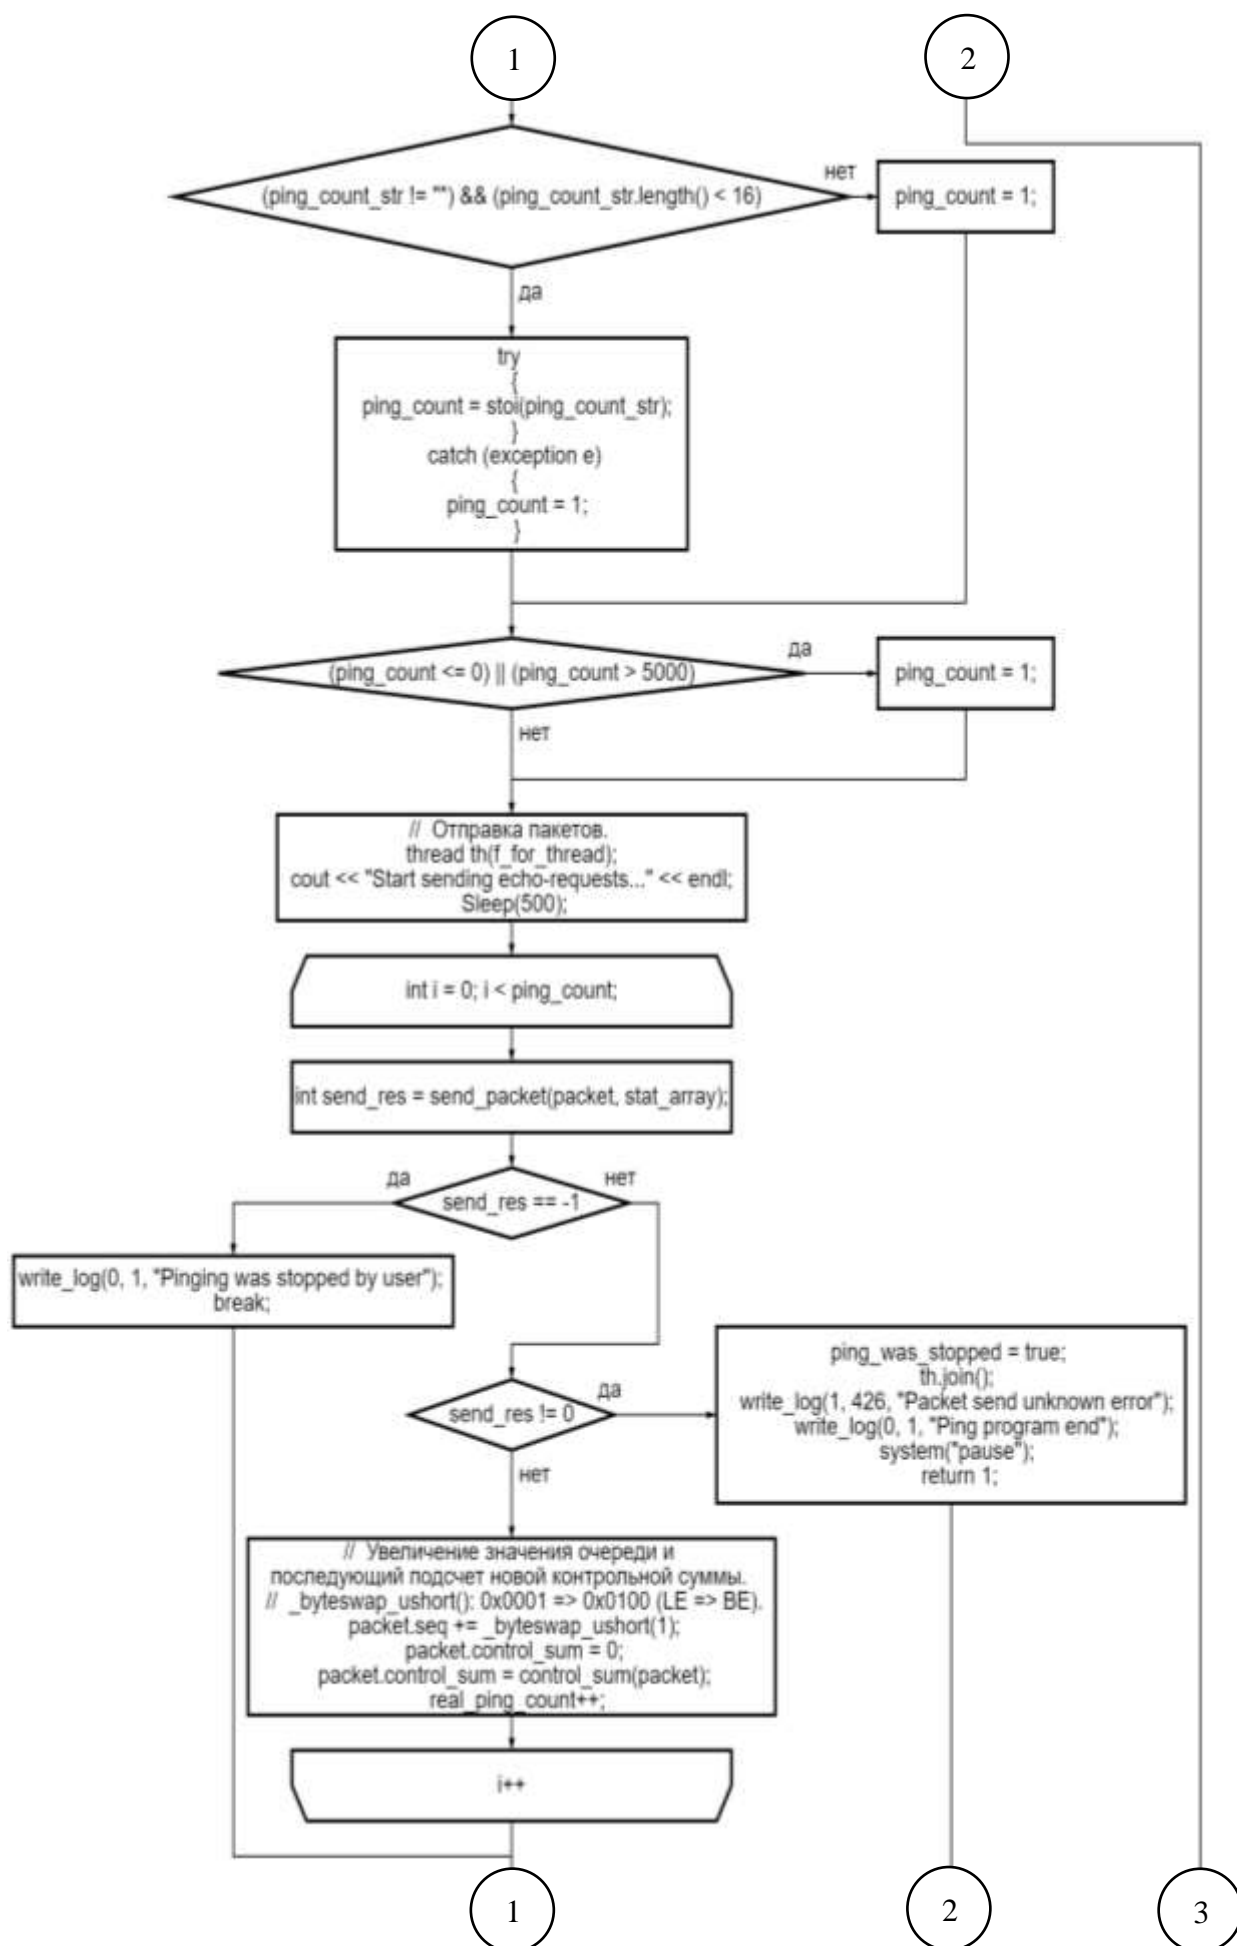 1
2
(ping_count_str != "") && (ping_count_str.length() < 16)
нет
ping_count = 1;
да
try
{
ping_count = stoi(ping_count_str);
}
catch (exception e)
{
ping_count = 1;
}
(ping_count <= 0) || (ping_count > 5000)
да
ping_count = 1;
нет
// Отправка пакетов.
thread th(f_for_thread);
cout << "Start sending echo-requests..." << endl;
Sleep(500);
int i = 0; i < ping_count;
int send_res = send_packet(packet, stat_array);
да
нет
send_res == -1
write_log(0, 1, "Pinging was stopped by user");
break;
send_res != 0
да
ping_was_stopped = true;
th.join();
write_log(1, 426, "Packet send unknown error");
write_log(0, 1, "Ping program end");
system("pause");
return 1;
нет
// Увеличение значения очереди и
последующий подсчет новой контрольной суммы.
// _byteswap_ushort(): 0x0001 => 0x0100 (LE => BE).
packet.seq += _byteswap_ushort(1);
packet.control_sum = 0;
packet.control_sum = control_sum(packet);
real_ping_count++;
i++
1
2
3